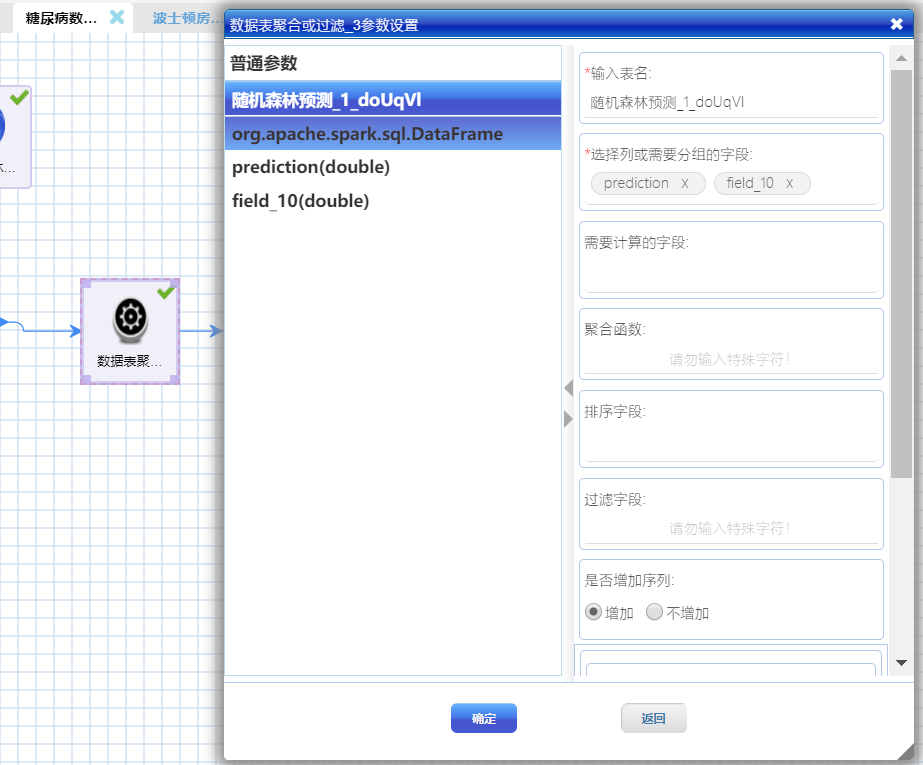 糖尿病数...
波士顿房...
数据表聚合或过滤_3参数设置
普通参数
随机森林预测_1_doUqVl
org.apache.spark.sql.DataFrame
prediction(double)
field_10(double)
数据表聚...
*输入表名:
随机森林预测_1_doUqVl
*选择列或需要分组的字段:
prediction x field_10 x
需要计算的字段:
聚合函数:
请勿输入特殊字符!
排序字段:
过滤字段:
请勿输入特殊字符!
是否增加序列:
增加 不增加
确定 返回